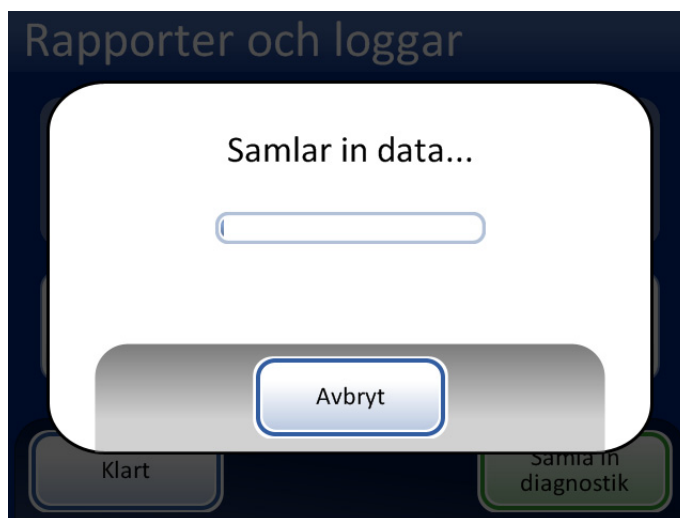 Rapporter och loggar
Samlar in data...
Avbryt
Klart
Samla in
diagnostik